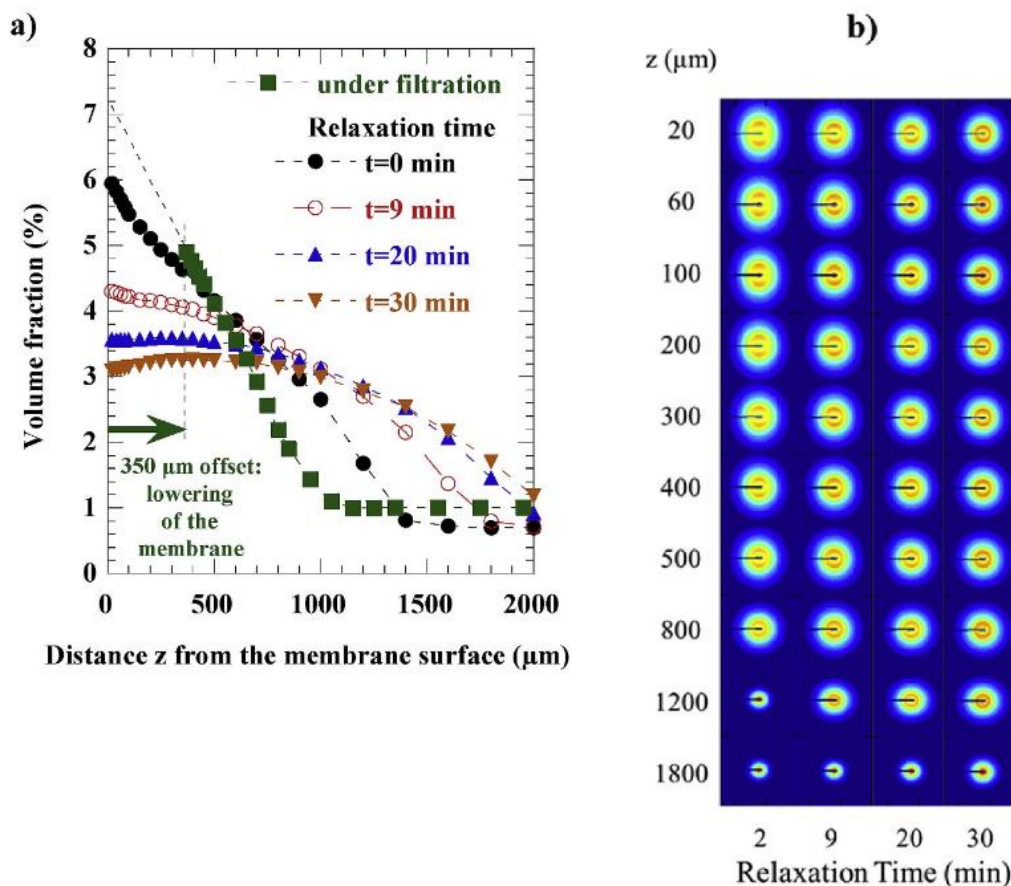 a)
8
7
6
5
4
3
2
1
0
Volume fraction (%)
under filtration
Relaxation time
t=0 min
t=9 min
t=20 min
t=30 min
350 µm offset:
lowering
of the
membrane
0 500 1000 1500 2000
Distance z from the membrane surface (µm)
b)
z (µm)
20
60
100
200
300
400
500
800
1200
1800
2 9 20 30
Relaxation Time (min)